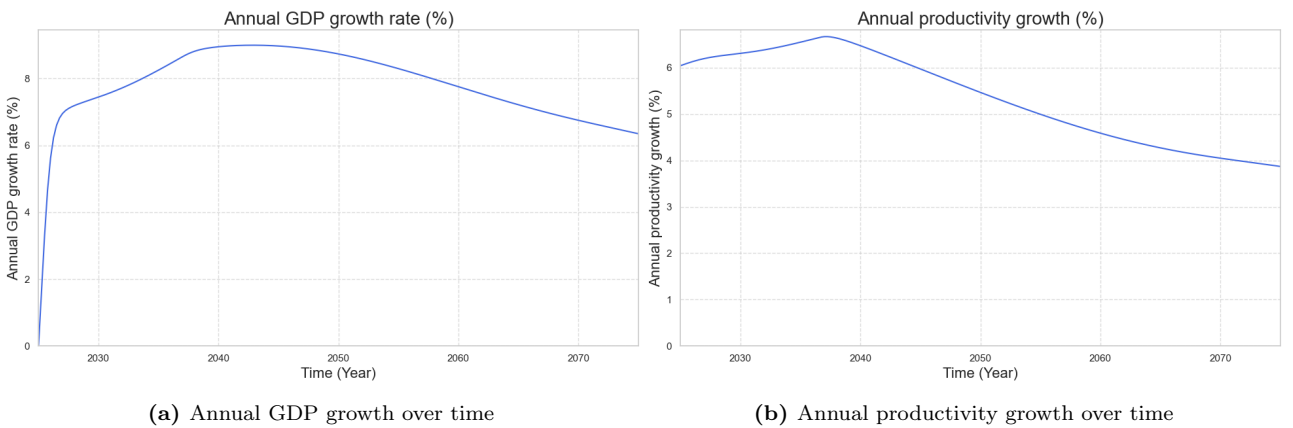 Annual GDP growth rate (%)
Annual GDP growth rate (%)
8
6
4
2
0
2030 2040 2050 2060 2070
Time (Year)
(a) Annual GDP growth over time
Annual productivity growth (%)
Annual productivity growth (%)
6
5
4
3
2
1
0
2030 2040 2050 2060 2070
Time (Year)
(b) Annual productivity growth over time